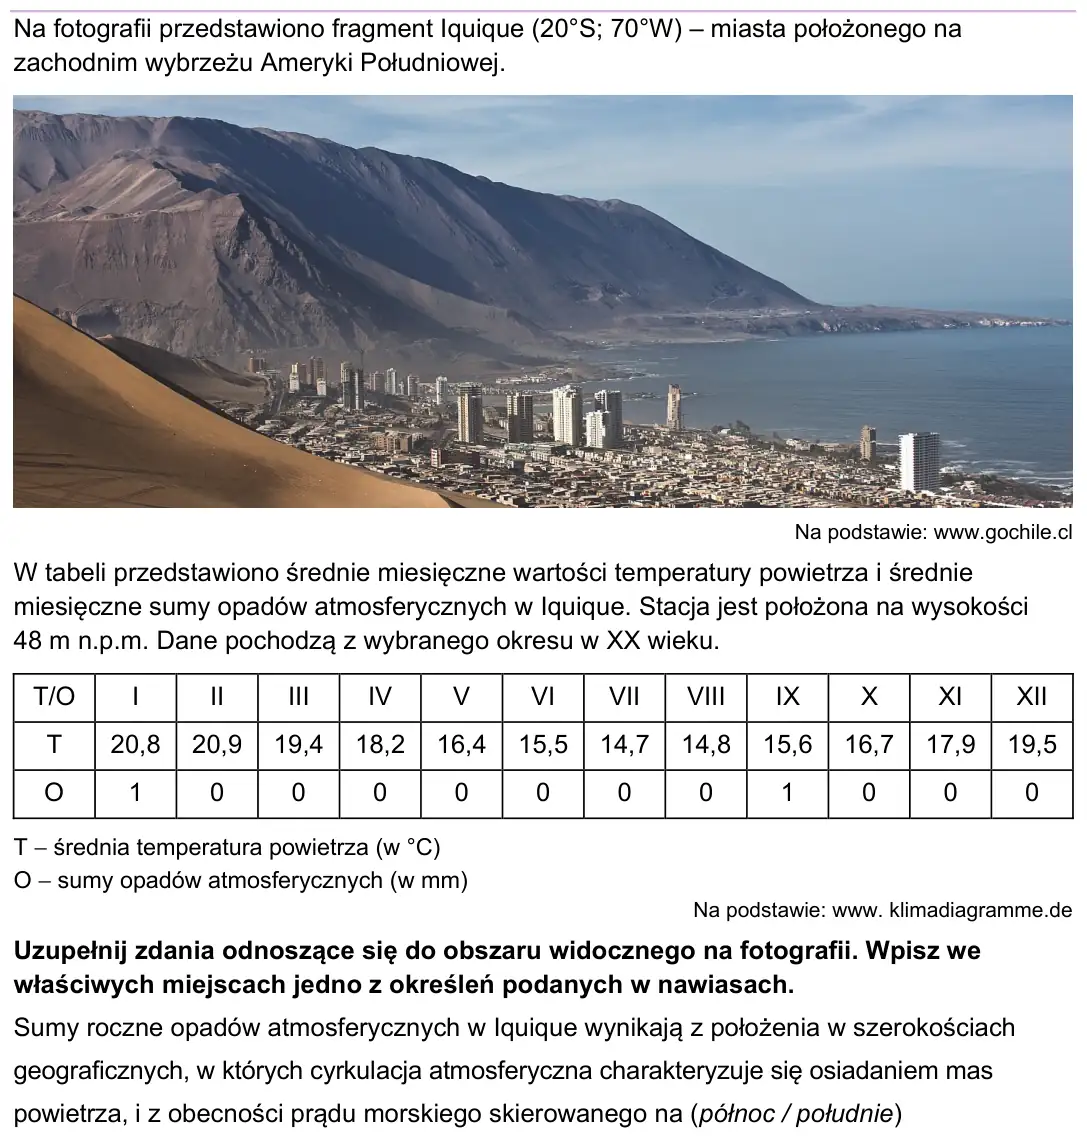 Na fotografii przedstawiono fragment Iquique (20°S; 70°W) – miasta położonego na
zachodnim wybrzeżu Ameryki Południowej.
Na podstawie: www.gochile.cl
W tabeli przedstawiono średnie miesięczne wartości temperatury powietrza i średnie
miesięczne sumy opadów atmosferycznych w Iquique. Stacja jest położona na wysokości
48 m n.p.m. Dane pochodzą z wybranego okresu w XX wieku.
T/O I II III IV V VI VII VIII IX X XI XII
T 20,8 20,9 19,4 18,2 16,4 15,5 14,7 14,8 15,6 16,7 17,9 19,5
O 1 0 0 0 0 0 0 0 1 0 0 0
T – średnia temperatura powietrza (w °C)
O – sumy opadów atmosferycznych (w mm)
Na podstawie: www. klimadiagramme.de
Uzupełnij zdania odnoszące się do obszaru widocznego na fotografii. Wpisz we
właściwych miejscach jedno z określeń podanych w nawiasach.
Sumy roczne opadów atmosferycznych w Iquique wynikają z położenia w szerokościach
geograficznych, w których cyrkulacja atmosferyczna charakteryzuje się osiadaniem mas
powietrza, i z obecności prądu morskiego skierowanego na (północ / południe)